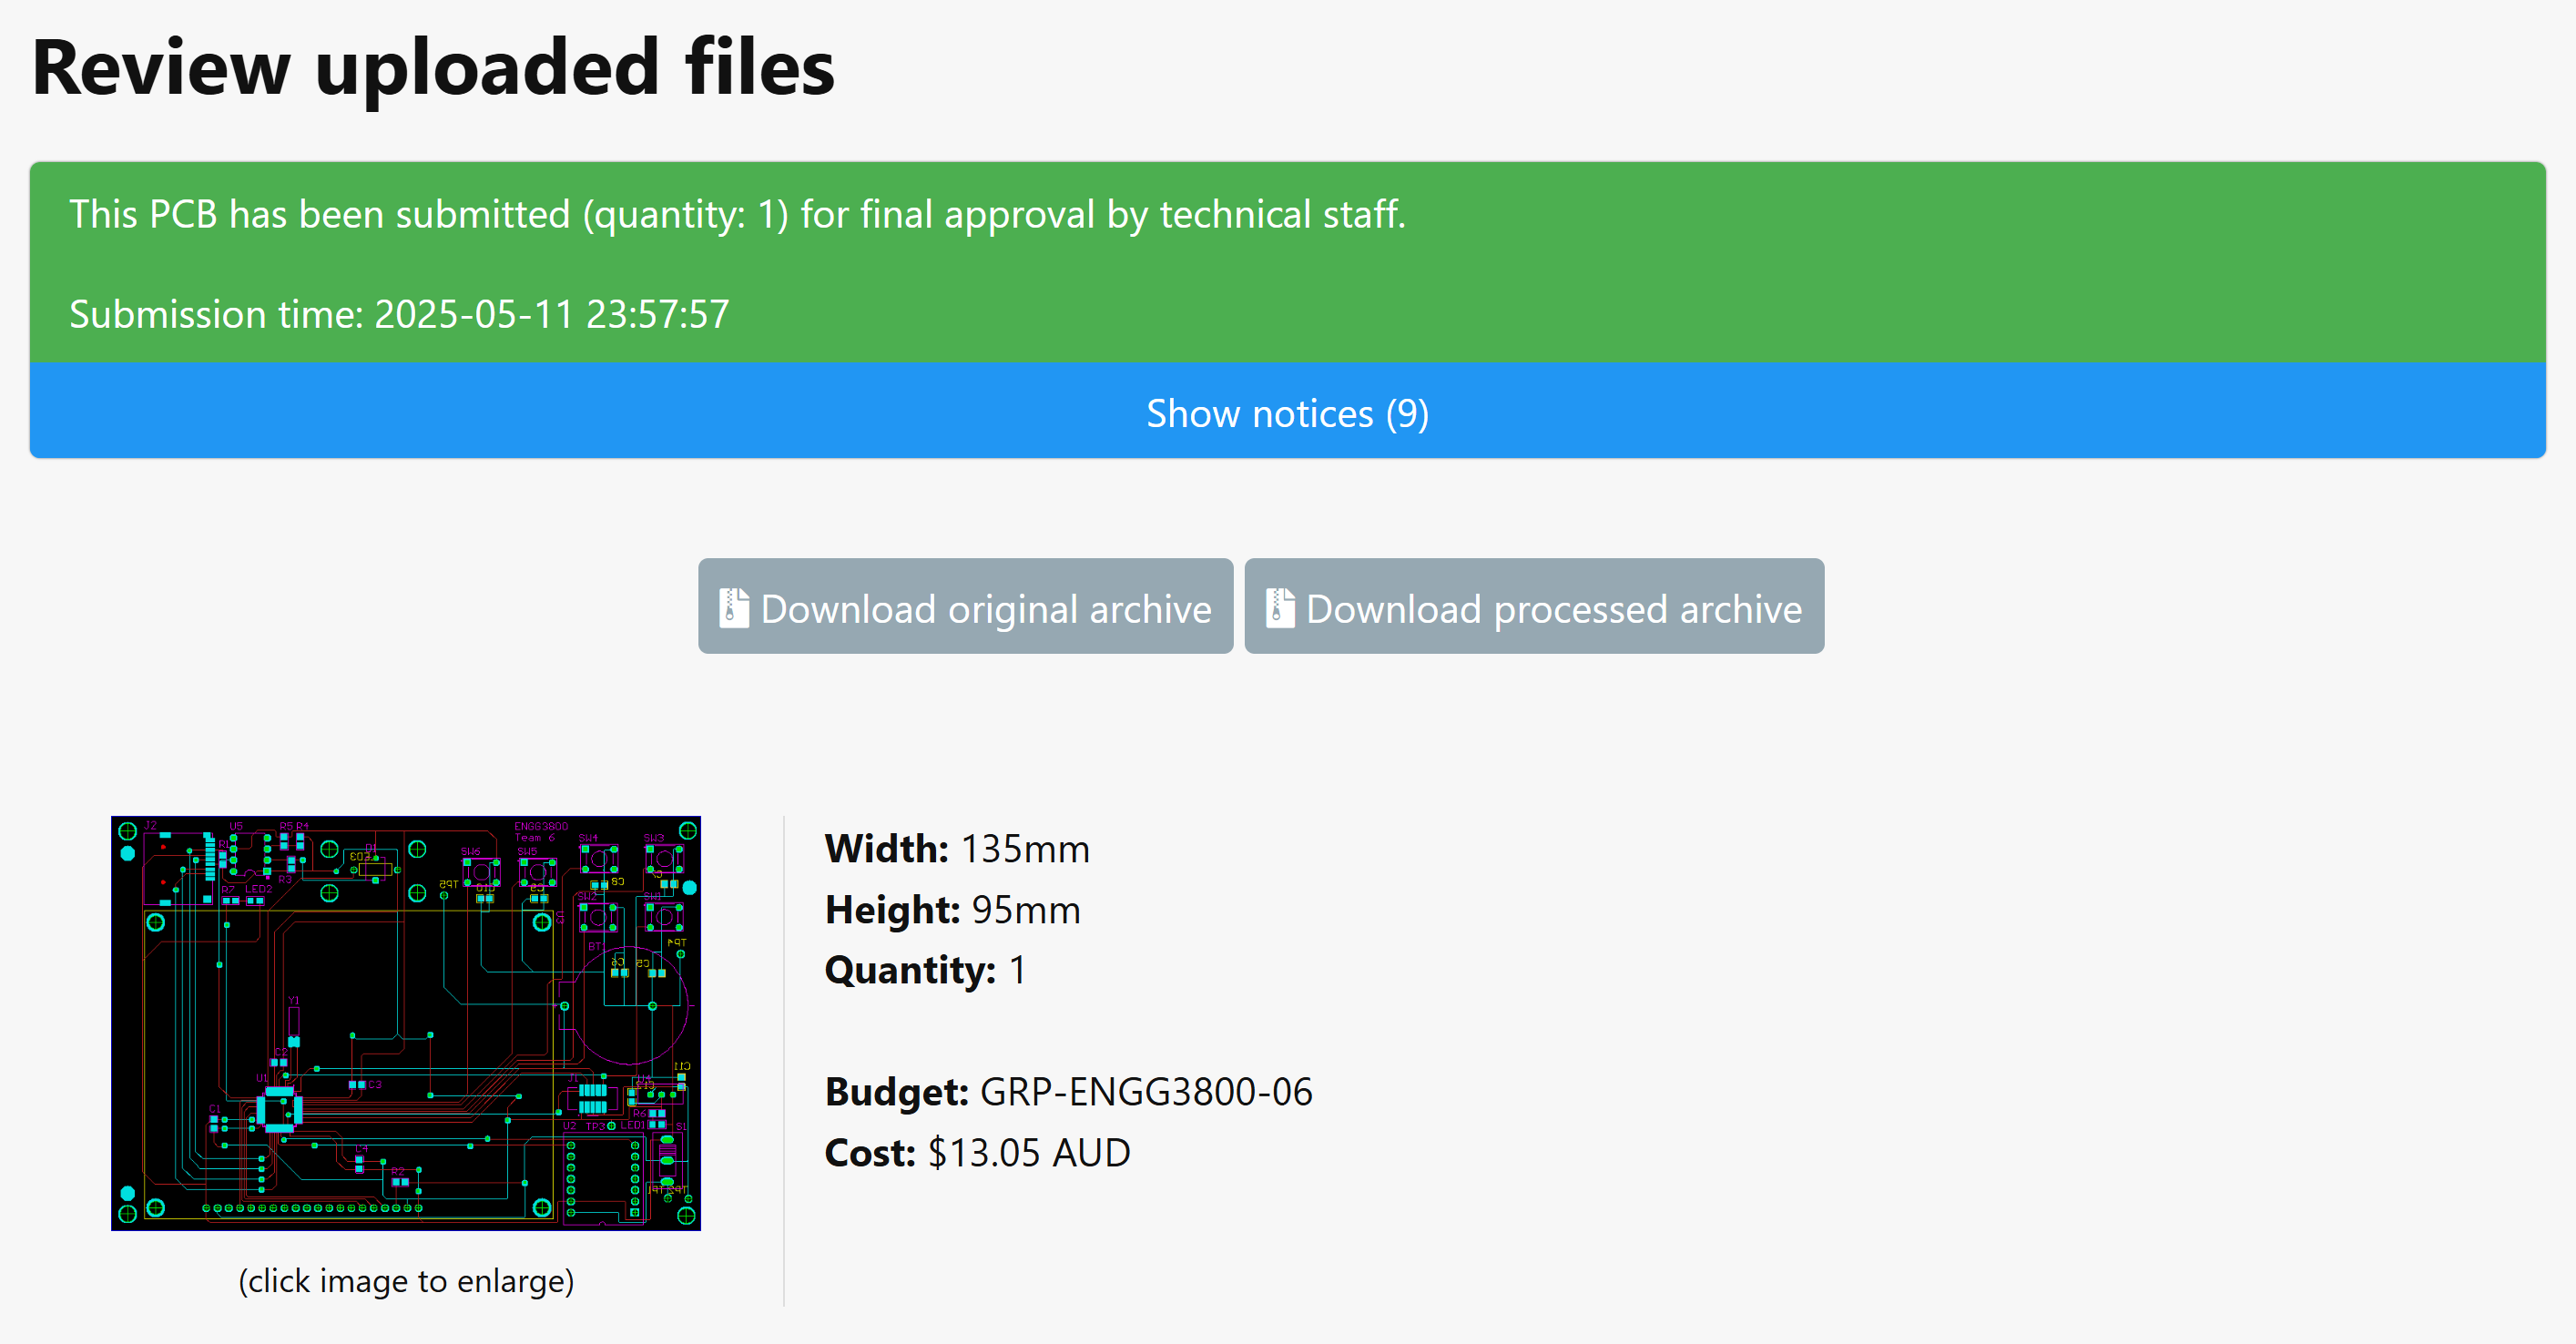 Review uploaded files
This PCB has been submitted (quantity: 1) for final approval by technical staff.
Submission time: 2025-05-11 23:57:57
Show notices (9)
Download original archive
Download processed archive
J2
U5
R5 R4
R1
R3
R7 LED2
D1
LED3
SW6
SW5
ENGG3800
Team 6
SW4
SW3
TP5
C10
C9
C8
SW2
SW1
U3
TP4
C6
C5
Y1
C2
U1
C3
C1
C4
R2
J1
C11
C12
R6
U2 TP3 LED1 S1
TP2 TP1
(click image to enlarge)
Width: 135mm
Height: 95mm
Quantity: 1
Budget: GRP-ENGG3800-06
Cost: $13.05 AUD